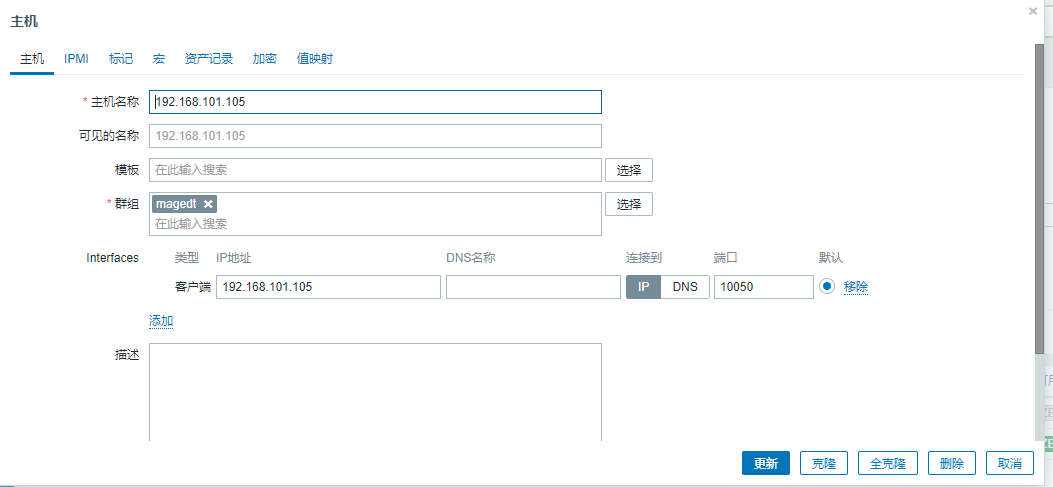 主机
主机 IPMI 标记 宏 资产记录 加密 值映射
* 主机名称 192.168.101.105
可见的名称 192.168.101.105
模板 在此输入搜索 选择
* 群组 magedt 选择
在此输入搜索
Interfaces 类型 IP地址 DNS名称 连接到 端口 默认
客户端 192.168.101.105 IP DNS 10050 移除
添加
描述
更新 克隆 全克隆 删除 取消